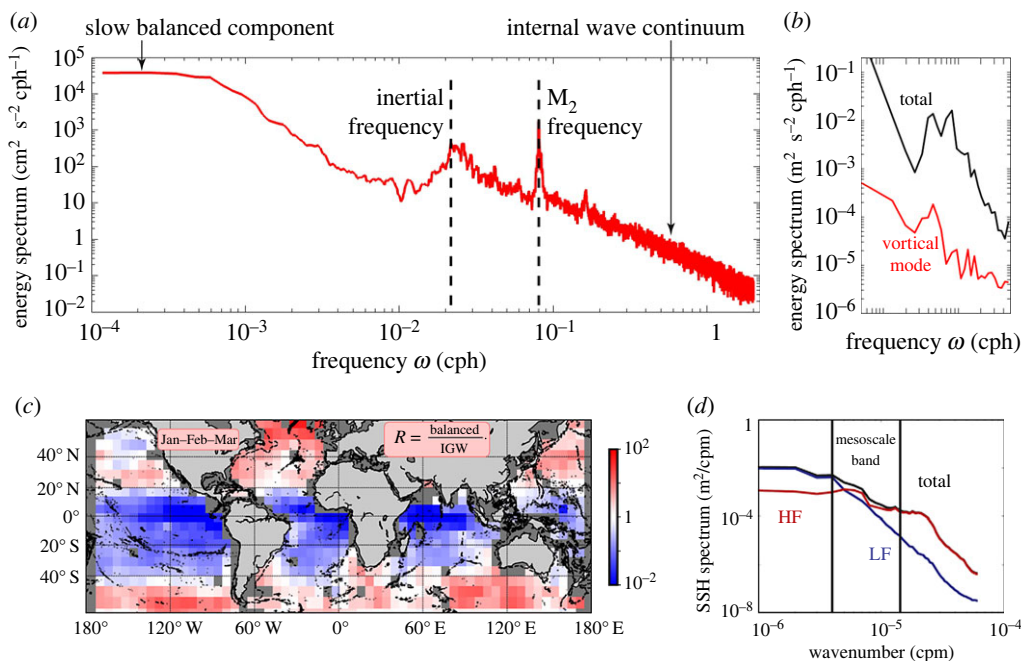 (a)
slow balanced component
internal wave continuum
10^5
10^4
10^3
10^2
10
1
10^-1
10^-2
energy spectrum (cm^2 s^-2 cph^-1)
inertial
frequency
M_2
frequency
10^-4
10^-3
10^-2
10^-1
1
frequency ω (cph)
(b)
10^-1
10^-2
10^-3
10^-4
10^-5
10^-6
energy spectrum (m^2 s^-2 cph^-1)
total
vortical
mode
frequency ω (cph)
(c)
Jan–Feb–Mar
R = balanced
IGW
40° N
20° N
0°
20° S
40° S
180°
120° W
60° W
0°
60° E
120° E
180° E
10^2
1
10^-2
(d)
1
10^-4
10^-8
SSH spectrum (m^2/cpm)
mesoscale
band
total
HF
LF
10^-6
10^-5
10^-4
wavenumber (cpm)